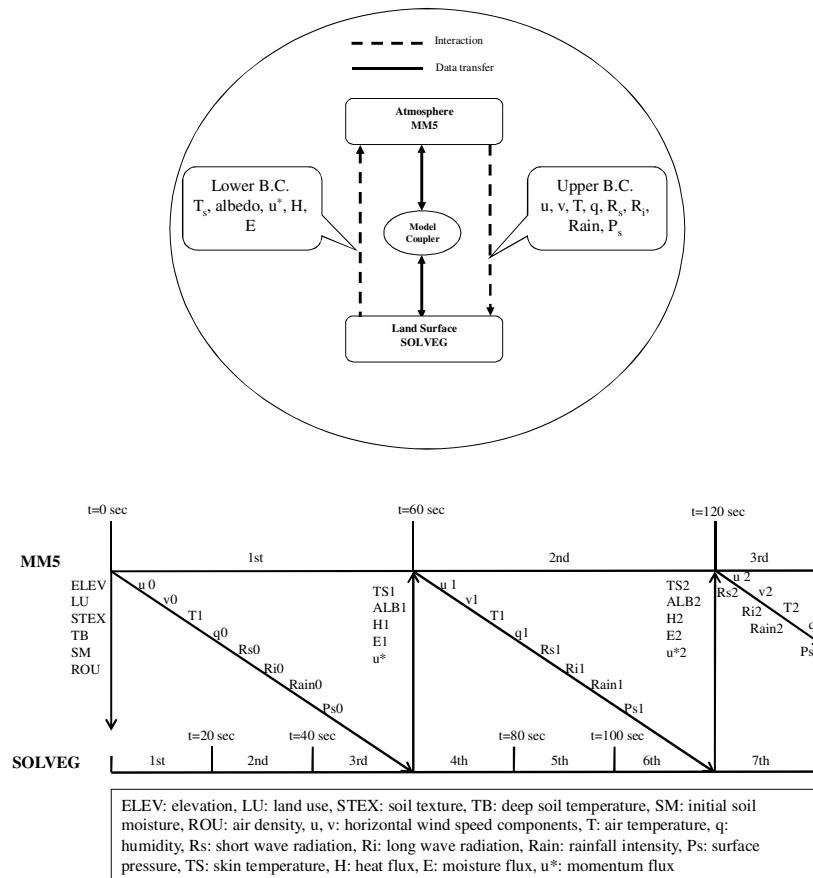 Interaction
Data transfer
Atmosphere
MM5
Lower B.C.
Ts, albedo, u*, H,
E
Upper B.C.
u, v, T, q, Rs, Ri,
Rain, Ps
Model
Coupler
Land Surface
SOLVEG
t=0 sec
t=60 sec
t=120 sec
MM5
1st
2nd
3rd
ELEV
LU
STEX
TB
SM
ROU
u 0
v0
T1
q0
Rs0
Ri0
Rain0
Ps0
TS1
ALB1
H1
E1
u*
u 1
v1
T1
q1
Rs1
Ri1
Rain1
Ps1
TS2
ALB2
H2
E2
u*2
u 2
Rs2
v2
Ri2
T2
Rain2
q
Ps
t=20 sec
t=40 sec
t=80 sec
t=100 sec
SOLVEG
1st
2nd
3rd
4th
5th
6th
7th
ELEV: elevation, LU: land use, STEX: soil texture, TB: deep soil temperature, SM: initial soil
moisture, ROU: air density, u, v: horizontal wind speed components, T: air temperature, q:
humidity, Rs: short wave radiation, Ri: long wave radiation, Rain: rainfall intensity, Ps: surface
pressure, TS: skin temperature, H: heat flux, E: moisture flux, u*: momentum flux